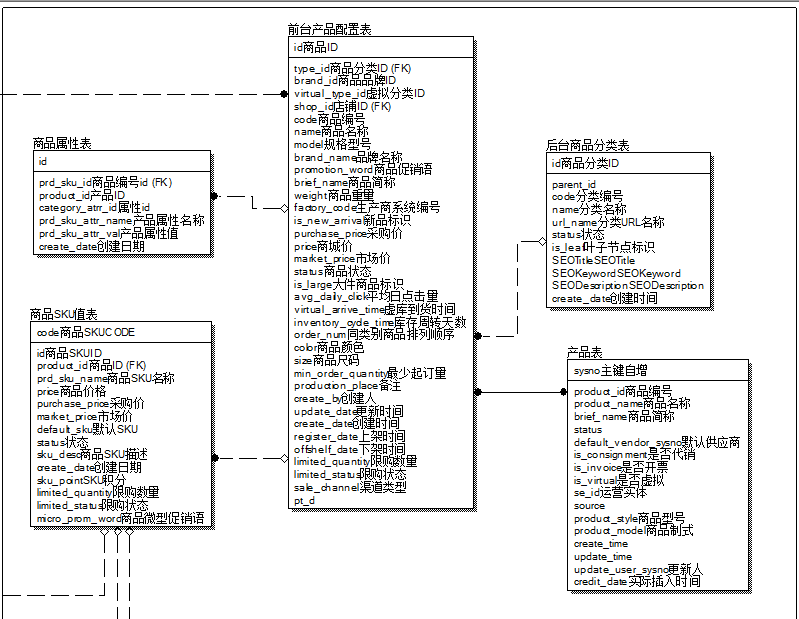 前台产品配置表
id商品ID
type_id商品分类ID (FK)
brand_id商品品牌ID
virtual_type_id虚拟分类ID
shop_id店铺ID (FK)
code商品编号
name商品名称
model规格型号
brand_name品牌名称
promotion_word商品促销语
brief_name商品简称
weight商品重量
factory_code生产商系统编号
is_new_arrival新品标识
purchase_price采购价
price商城价
market_price市场价
status商品状态
is_large大件商品标识
avg_daily_click平均日点击量
virtual_arrive_time虚库到货时间
inventory_cycle_time库存周转天数
order_num同类别商品排列顺序
color商品颜色
size商品尺码
min_order_quantity最少起订量
production_place备注
create_by创建人
update_date更新时间
create_date创建时间
register_date上架时间
offshelf_date下架时间
limited_quantity限购数量
limited_status限购状态
sale_channel渠道类型
pt_d
商品属性表
id
prd_sku_id商品编号id (FK)
product_id产品ID
category_atrr_id属性id
prd_sku_attr_name产品属性名称
prd_sku_attr_val产品属性值
create_date创建日期
商品SKU值表
code商品SKUCODE
id商品SKUID
product_id商品ID (FK)
prd_sku_name商品SKU名称
price商品价格
purchase_price采购价
market_price市场价
default_sku默认SKU
status状态
sku_desc商品SKU描述
create_date创建日期
sku_pointSKU积分
limited_quantity限购数量
limited_status限购状态
micro_prom_word商品微型促销语
后台商品分类表
id商品分类ID
parent_id
code分类编号
name分类名称
url_name分类URL名称
status状态
is_leaf叶子节点标识
SEOTitleSEOTitle
SEOKeywordSEOKeyword
SEODescriptionSEODescription
create_date创建时间
产品表
sysno主键自增
product_id商品编号
product_name商品名称
brief_name商品简称
status
default_vendor_sysno默认供应商
is_consignment是否代销
is_invoice是否开票
is_virtual是否虚拟
se_id运营实体
source
product_style商品型号
product_model商品制式
create_time
update_time
update_user_sysno更新人
credit_date实际插入时间